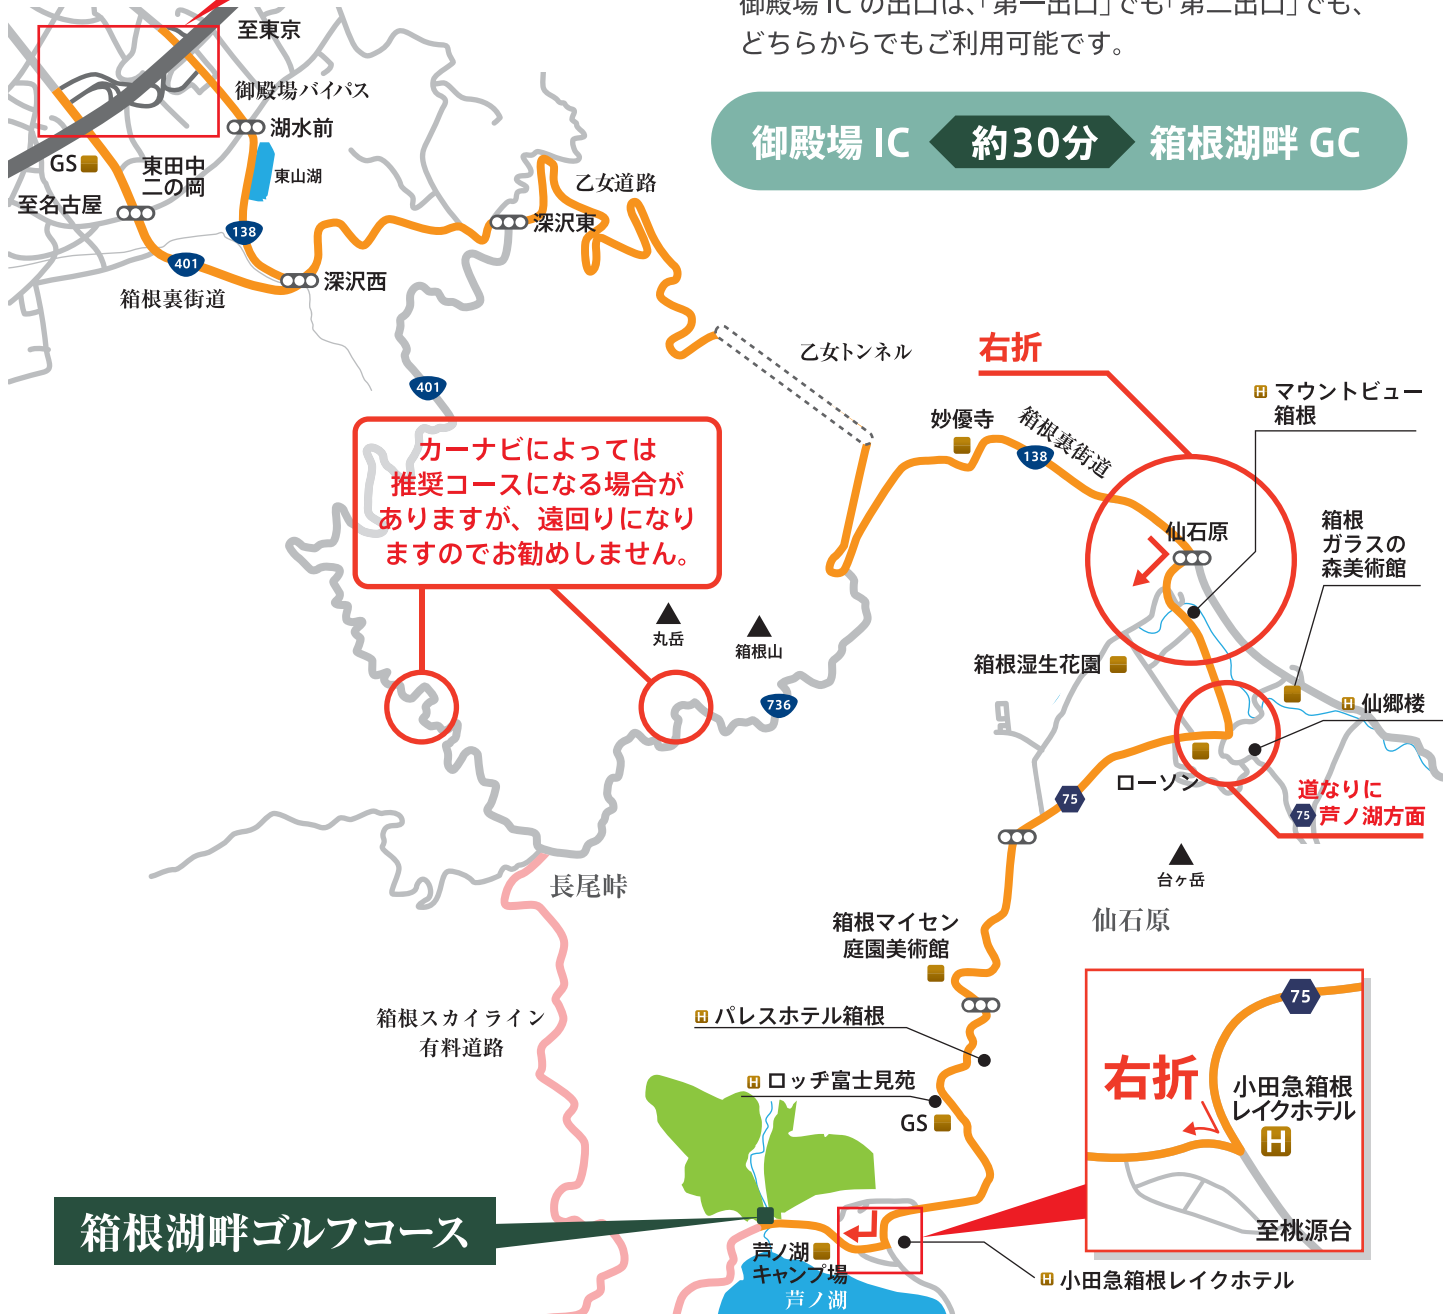 御殿場 IC の出口は、「第一出口」でも「第二出口」でも、
どちらからでもご利用可能です。
御殿場 IC 約30分 箱根湖畔 GC
至東京
御殿場バイパス
湖水前
GS
東田中
二の岡
東山湖
至名古屋
138
401
深沢西
箱根裏街道
乙女道路
深沢東
乙女トンネル
401
右折
マウントビュー
箱根
妙優寺
箱根裏街道
138
カーナビによっては
推奨コースになる場合が
ありますが、遠回りになり
ますのでお勧めしません。
仙石原
箱根
ガラスの
森美術館
丸岳
箱根山
箱根湿生花園
736
仙郷楼
ローソン
75
道なりに
75 芦ノ湖方面
長尾峠
台ヶ岳
仙石原
箱根マイセン
庭園美術館
箱根スカイライン
有料道路
H パレスホテル箱根
H ロッヂ富士見苑
GS
75
右折
小田急箱根
レイクホテル
H
至桃源台
箱根湖畔ゴルフコース
芦ノ湖
キャンプ場
芦ノ湖
H 小田急箱根レイクホテル